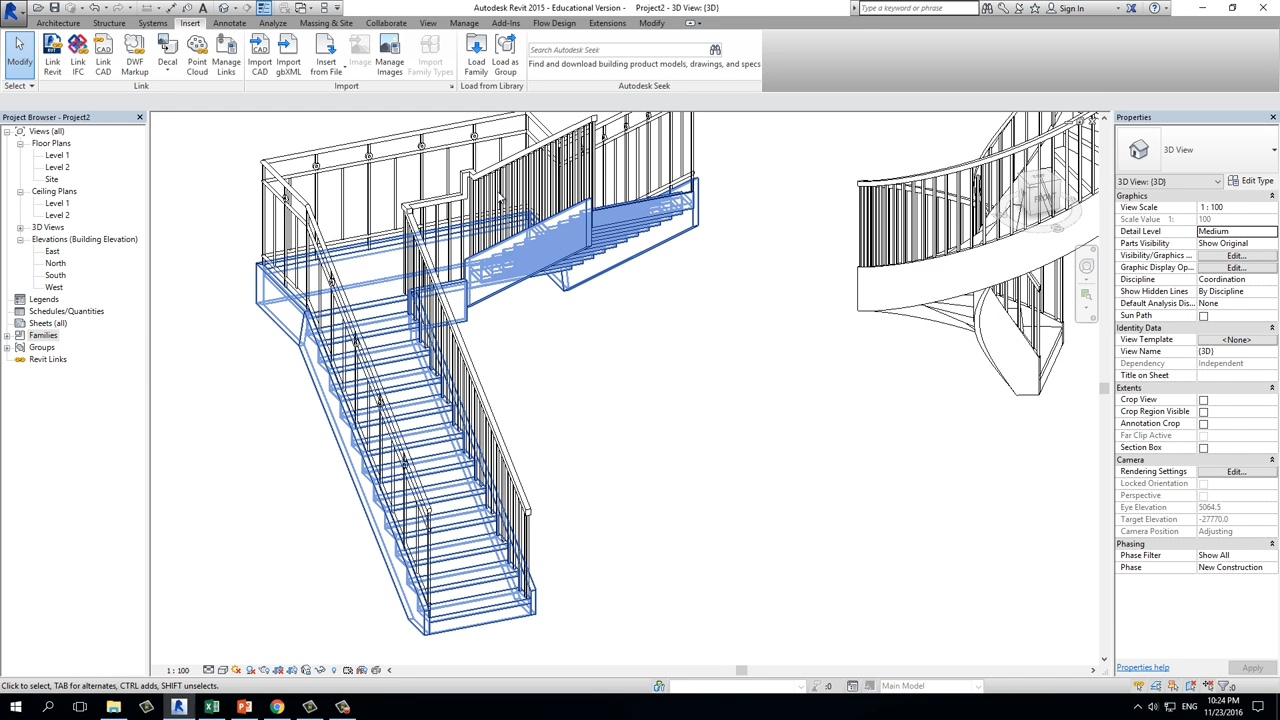 Autodesk Revit 2015 - Educational Version - Project2 - 3D View: {3D}
Type a keyword or phrase
Sign In
Architecture Structure Systems Insert Annotate Analyze Massing & Site Collaborate View Manage Add-Ins Flow Design Extensions Modify
Modify
Link Revit
Link IFC
Link CAD
DWF Markup
Decal
Point Cloud
Manage Links
Import CAD
Import gbXML
Insert from File
Image
Manage Images
Import Family Types
Load Family
Load as Group
Search Autodesk Seek
Find and download building product models, drawings, and specs
Select
Link
Import
Load from Library
Autodesk Seek
Project Browser - Project2
Views (all)
Floor Plans
Level 1
Level 2
Site
Ceiling Plans
Level 1
Level 2
3D Views
Elevations (Building Elevation)
East
North
South
West
Legends
Schedules/Quantities
Sheets (all)
Families
Groups
Revit Links
FRONT
Properties
3D View
3D View: {3D} Edit Type
Graphics
View Scale 1 : 100
Scale Value 1: 100
Detail Level Medium
Parts Visibility Show Original
Visibility/Graphics ... Edit...
Graphic Display Op... Edit...
Discipline Coordination
Show Hidden Lines By Discipline
Default Analysis Dis... None
Sun Path
Identity Data
View Template <None>
View Name {3D}
Dependency Independent
Title on Sheet
Extents
Crop View
Crop Region Visible
Annotation Crop
Far Clip Active
Section Box
Camera
Rendering Settings Edit...
Locked Orientation
Perspective
Eye Elevation 5064.5
Target Elevation -27770.0
Camera Position Adjusting
Phasing
Phase Filter Show All
Phase New Construction
Properties help
Apply
1 : 100
Click to select, TAB for alternates, CTRL adds, SHIFT unselects.
:0
Main Model
:0
ENG
10:24 PM
11/23/2016